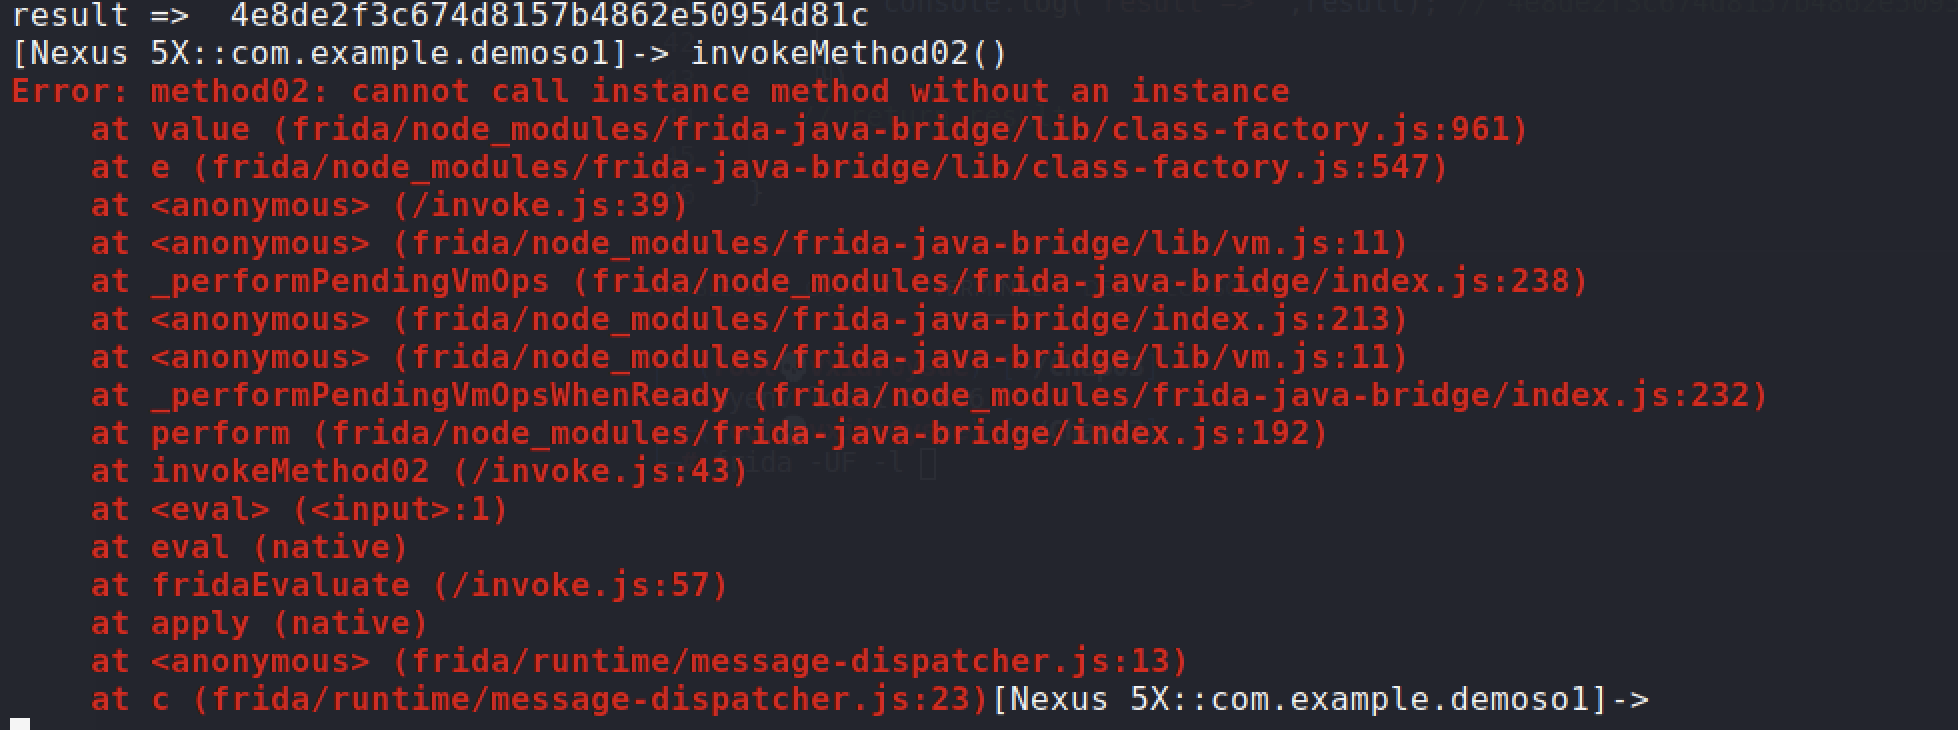 result =>  4e8de2f3c674d8157b4862e50954d81c
[Nexus 5X::com.example.demoso1]-> invokeMethod02()
Error: method02: cannot call instance method without an instance
    at value (frida/node_modules/frida-java-bridge/lib/class-factory.js:961)
    at e (frida/node_modules/frida-java-bridge/lib/class-factory.js:547)
    at <anonymous> (/invoke.js:39)
    at <anonymous> (frida/node_modules/frida-java-bridge/lib/vm.js:11)
    at _performPendingVmOps (frida/node_modules/frida-java-bridge/index.js:238)
    at <anonymous> (frida/node_modules/frida-java-bridge/index.js:213)
    at <anonymous> (frida/node_modules/frida-java-bridge/lib/vm.js:11)
    at _performPendingVmOpsWhenReady (frida/node_modules/frida-java-bridge/index.js:232)
    at perform (frida/node_modules/frida-java-bridge/index.js:192)
    at invokeMethod02 (/invoke.js:43)
    at <eval> (<input>:1)
    at eval (native)
    at fridaEvaluate (/invoke.js:57)
    at apply (native)
    at <anonymous> (frida/runtime/message-dispatcher.js:13)
    at c (frida/runtime/message-dispatcher.js:23)[Nexus 5X::com.example.demoso1]->